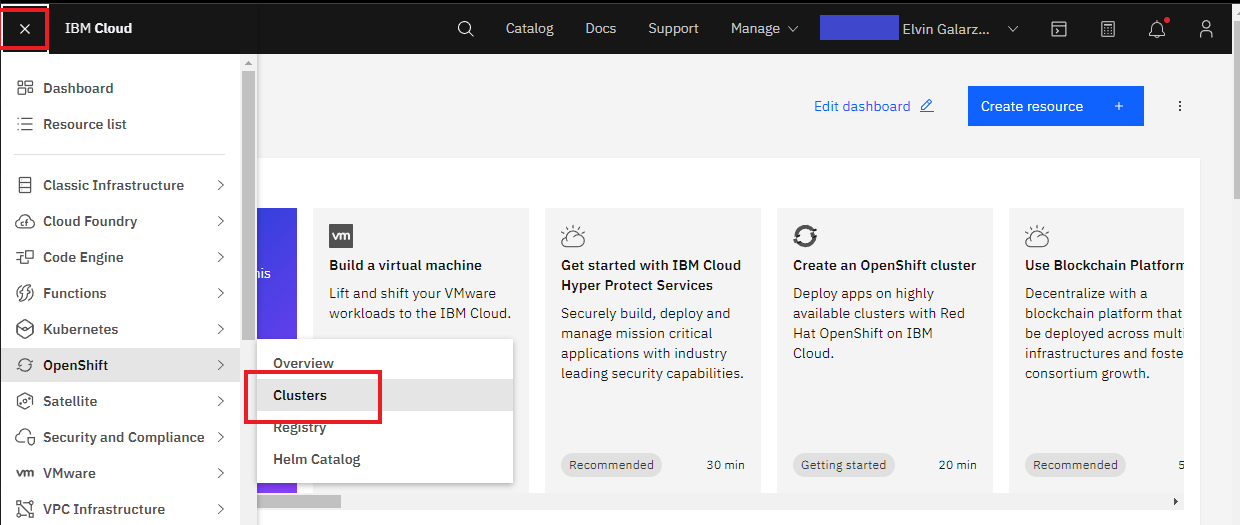 IBM Cloud
Catalog
Docs
Support
Manage
Elvin Galarz...
Dashboard
Resource list
Classic Infrastructure
Cloud Foundry
Code Engine
Functions
Kubernetes
OpenShift
Satellite
Security and Compliance
VMware
VPC Infrastructure
Overview
Clusters
Registry
Helm Catalog
Edit dashboard
Create resource +
his
vm
Build a virtual machine
Lift and shift your VMware
workloads to the IBM Cloud.
Get started with IBM Cloud
Hyper Protect Services
Securely build, deploy and
manage mission critical
applications with industry
leading security capabilities.
Recommended
30 min
Create an OpenShift cluster
Deploy apps on highly
available clusters with Red
Hat OpenShift on IBM
Cloud.
Getting started
20 min
Use Blockchain Platform
Decentralize with a
blockchain platform that
be deployed across multi
infrastructures and foste
consortium growth.
Recommended
5